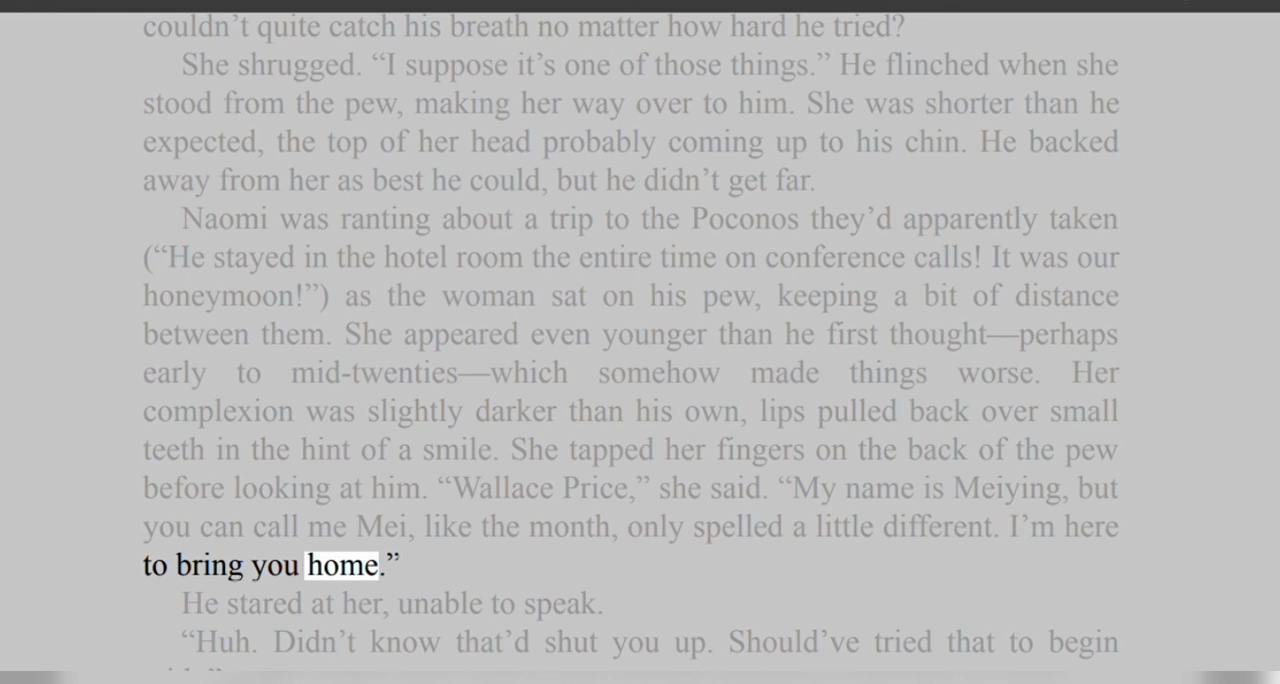 couldn’t quite catch his breath no matter how hard he tried?
She shrugged. “I suppose it’s one of those things.” He flinched when she
stood from the pew, making her way over to him. She was shorter than he
expected, the top of her head probably coming up to his chin. He backed
away from her as best he could, but he didn’t get far.
Naomi was ranting about a trip to the Poconos they’d apparently taken
(“He stayed in the hotel room the entire time on conference calls! It was our
honeymoon!”) as the woman sat on his pew, keeping a bit of distance
between them. She appeared even younger than he first thought—perhaps
early to mid-twenties—which somehow made things worse. Her
complexion was slightly darker than his own, lips pulled back over small
teeth in the hint of a smile. She tapped her fingers on the back of the pew
before looking at him. “Wallace Price,” she said. “My name is Meiying, but
you can call me Mei, like the month, only spelled a little different. I’m here
to bring you home.”
He stared at her, unable to speak.
“Huh. Didn’t know that’d shut you up. Should’ve tried that to begin